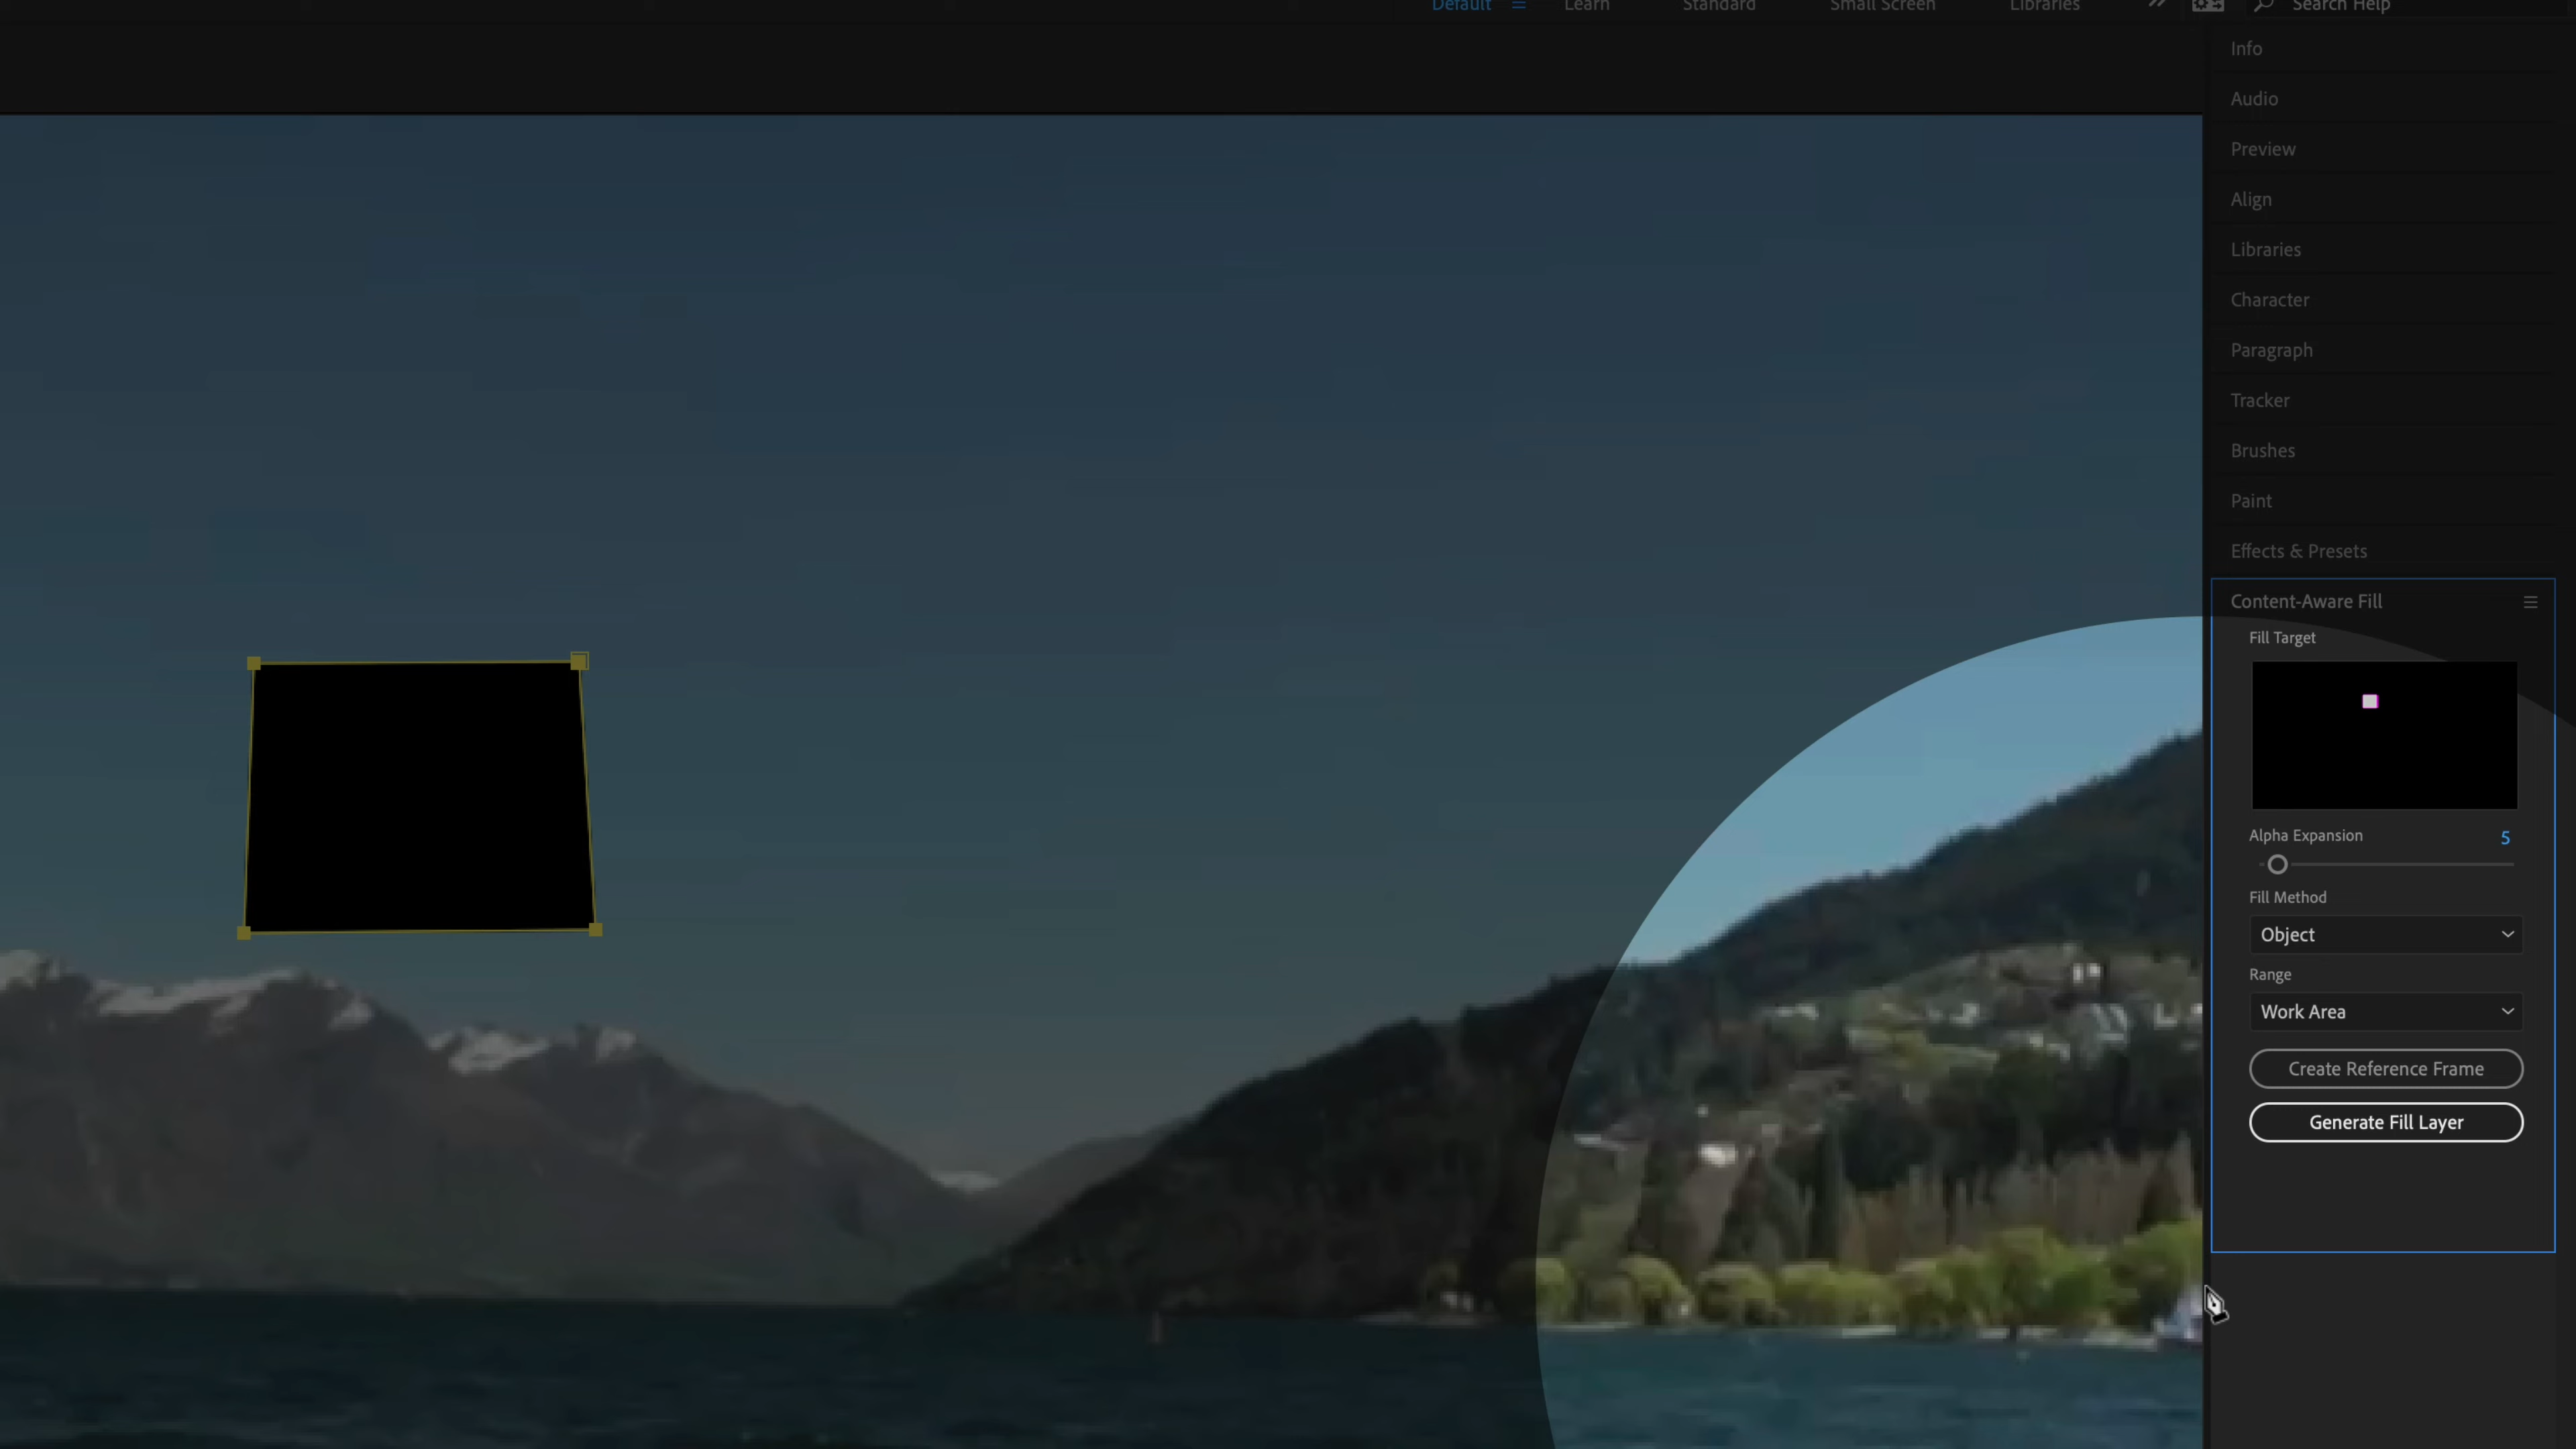 Default
Learn
Standard
Small Screen
Libraries
Search Help
Info
Audio
Preview
Align
Libraries
Character
Paragraph
Tracker
Brushes
Paint
Effects & Presets
Content-Aware Fill
Fill Target
Alpha Expansion 5
Fill Method
Object
Range
Work Area
Create Reference Frame
Generate Fill Layer